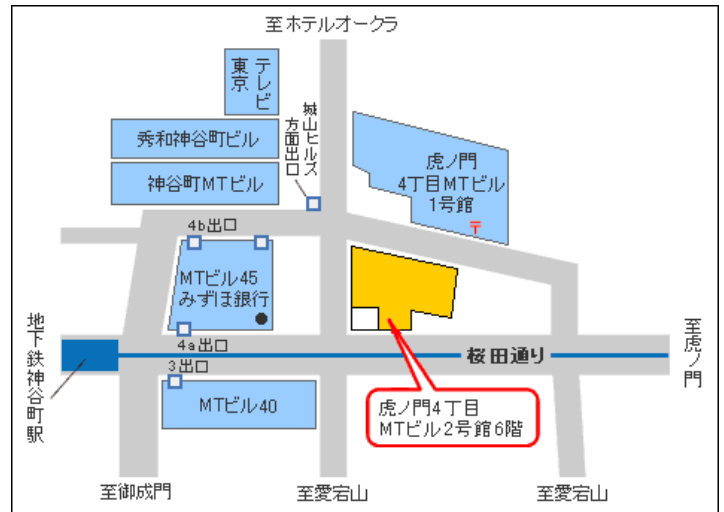 至ホテルオークラ
テレビ
東京
城山ヒルズ
方面出口
秀和神谷町ビル
神谷町MTビル
虎ノ門
4丁目MTビル
1号館
〒
4b出口
MTビル45
みずほ銀行
4a出口
桜田通り
3出口
MTビル40
地下鉄神谷町駅
至虎ノ門
虎ノ門4丁目
MTビル2号館6階
至御成門
至愛宕山
至愛宕山